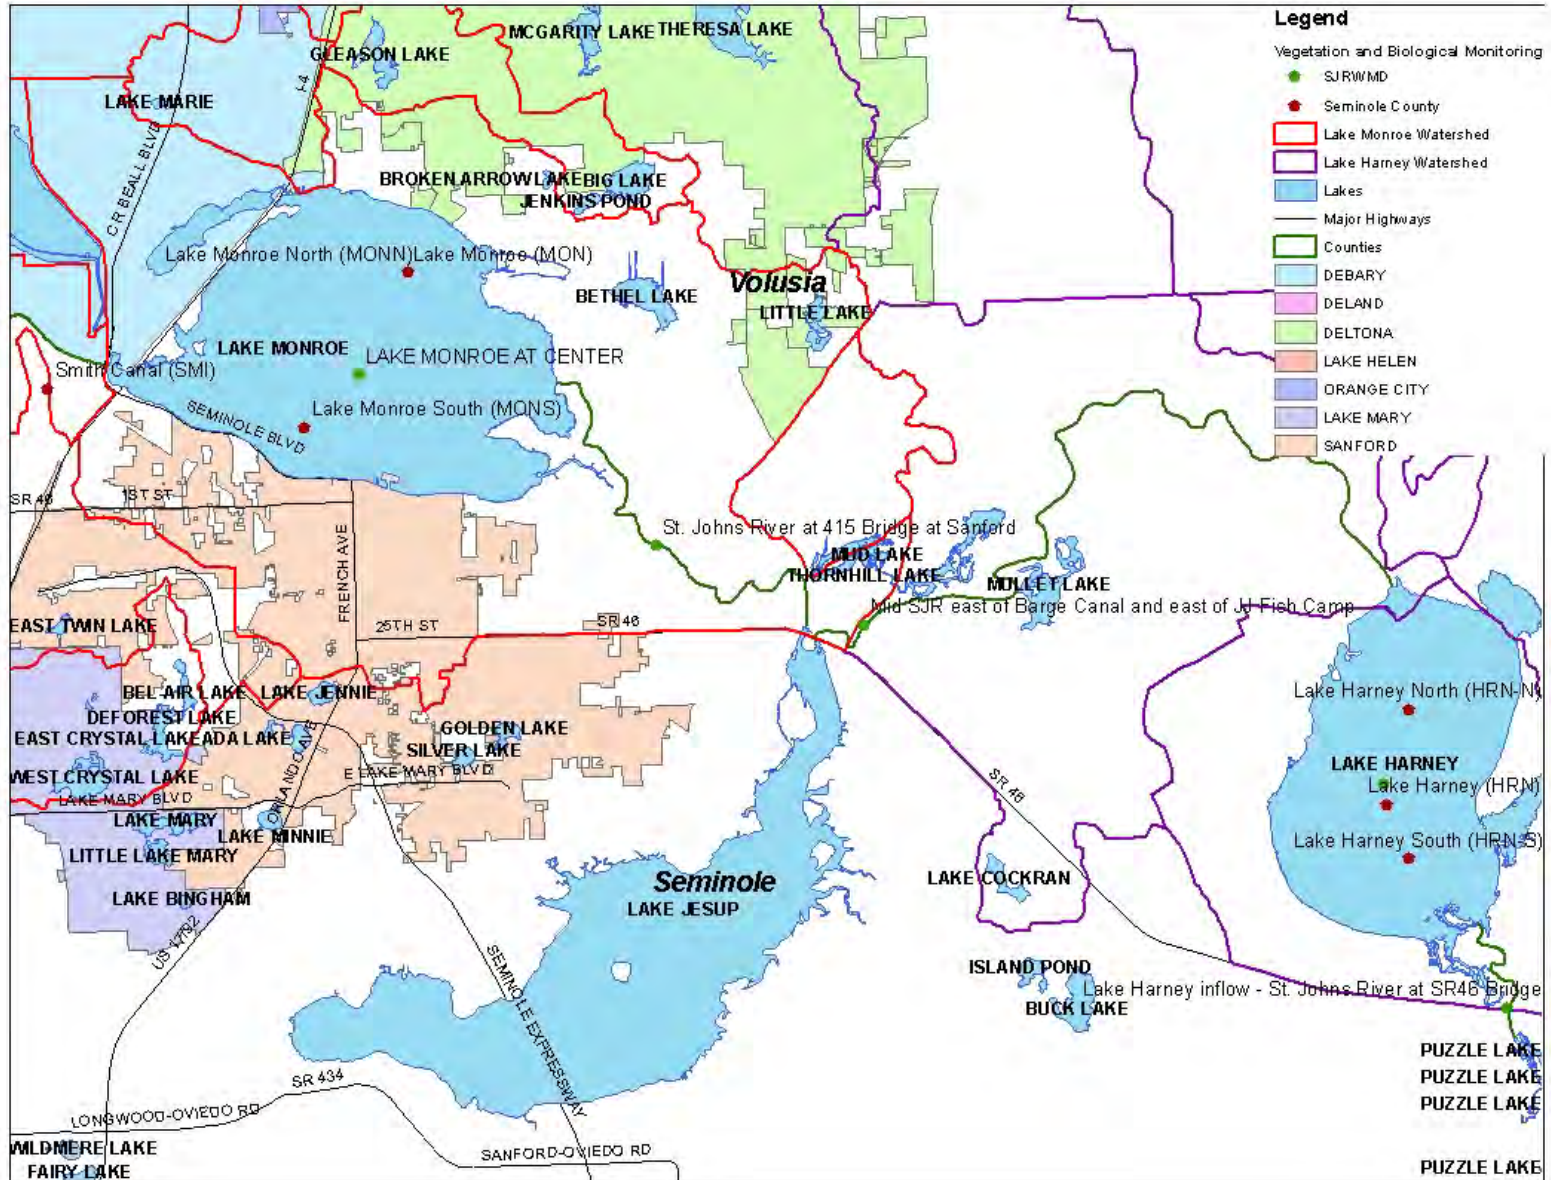 MCGARITY LAKE
THERESA LAKE
GLEASON LAKE
I-4
LAKE MARIE
CR BEALL BLVD
BROKEN ARROW LAKE
BIG LAKE
JENKINS POND
Lake Monroe North (MONN)
Lake Monroe (MON)
BETHEL LAKE
Volusia
LITTLE LAKE
LAKE MONROE
LAKE MONROE AT CENTER
Smith Canal (SMI)
Lake Monroe South (MONS)
SEMINOLE BLVD
SR 46
1ST ST
FRENCH AVE
St. Johns River at 415 Bridge at Sanford
MUD LAKE
THORNHILL LAKE
MULLET LAKE
Mid SJR east of Barge Canal and east of JJ Fish Camp
EAST TWIN LAKE
25TH ST
SR 46
BEL AIR LAKE
LAKE JENNIE
DEFOREST LAKE
EAST CRYSTAL LAKE
ADA LAKE
GOLDEN LAKE
SILVER LAKE
WEST CRYSTAL LAKE
E LAKE MARY BLVD
LAKE MARY BLVD
ORLANDO AVE
LAKE MARY
LAKE MINNIE
LITTLE LAKE MARY
LAKE BINGHAM
US 17/92
Seminole
LAKE JESUP
SEMINOLE EXPRESSWAY
SR 46
Lake Harney North (HRN-N)
LAKE HARNEY
Lake Harney (HRN)
Lake Harney South (HRN-S)
LAKE COCKRAN
ISLAND POND
BUCK LAKE
Lake Harney inflow - St. Johns River at SR46 Bridge
PUZZLE LAKE
PUZZLE LAKE
PUZZLE LAKE
PUZZLE LAKE
SR 434
LONGWOOD-OVIEDO RD
SANFORD-OVIEDO RD
WILDMERE LAKE
FAIRY LAKE
Legend
Vegetation and Biological Monitoring
SJRWMD
Seminole County
Lake Monroe Watershed
Lake Harney Watershed
Lakes
Major Highways
Counties
DEBARY
DELAND
DELTONA
LAKE HELEN
ORANGE CITY
LAKE MARY
SANFORD